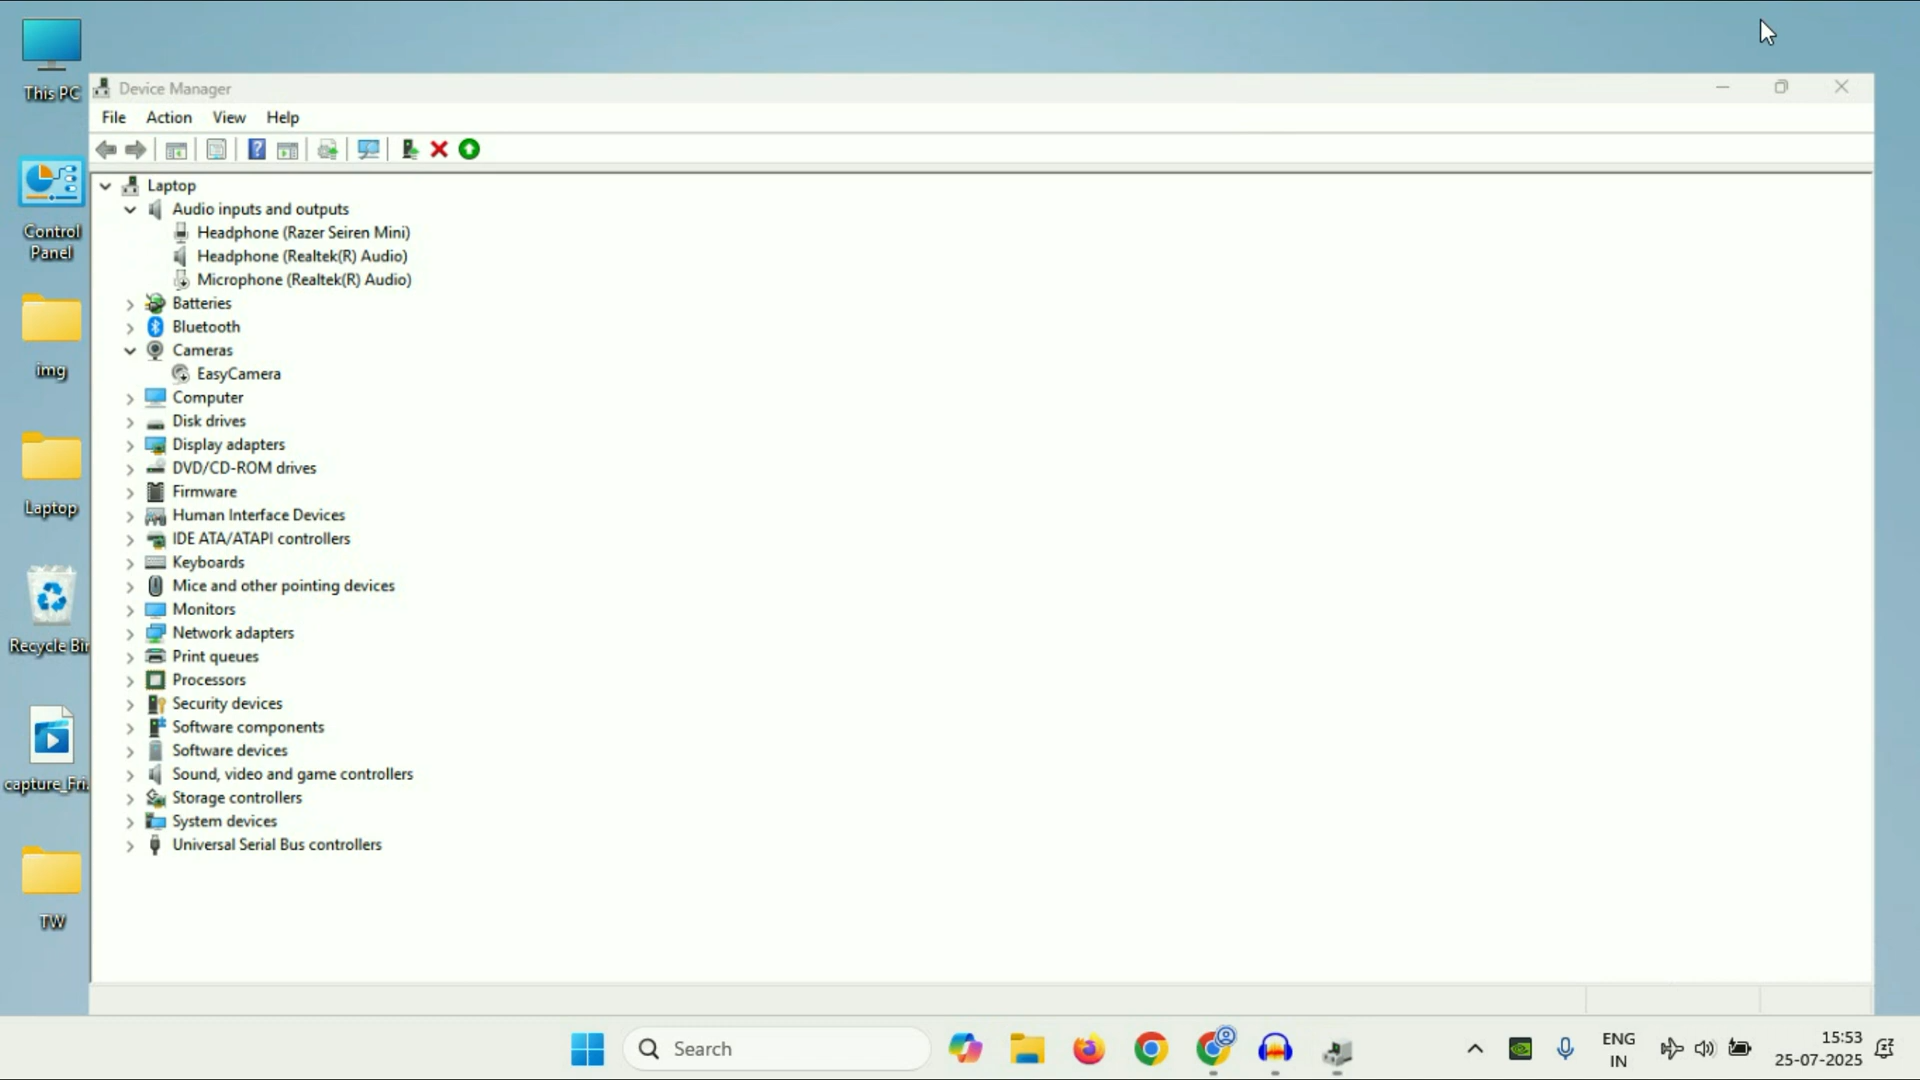 This PC
Control
Panel
img
Laptop
Recycle Bin
capture_Fri.
TW
Device Manager
File Action View Help
Laptop
Audio inputs and outputs
Headphone (Razer Seiren Mini)
Headphone (Realtek(R) Audio)
Microphone (Realtek(R) Audio)
Batteries
Bluetooth
Cameras
EasyCamera
Computer
Disk drives
Display adapters
DVD/CD-ROM drives
Firmware
Human Interface Devices
IDE ATA/ATAPI controllers
Keyboards
Mice and other pointing devices
Monitors
Network adapters
Print queues
Processors
Security devices
Software components
Software devices
Sound, video and game controllers
Storage controllers
System devices
Universal Serial Bus controllers
Search
ENG
IN
15:53
25-07-2025